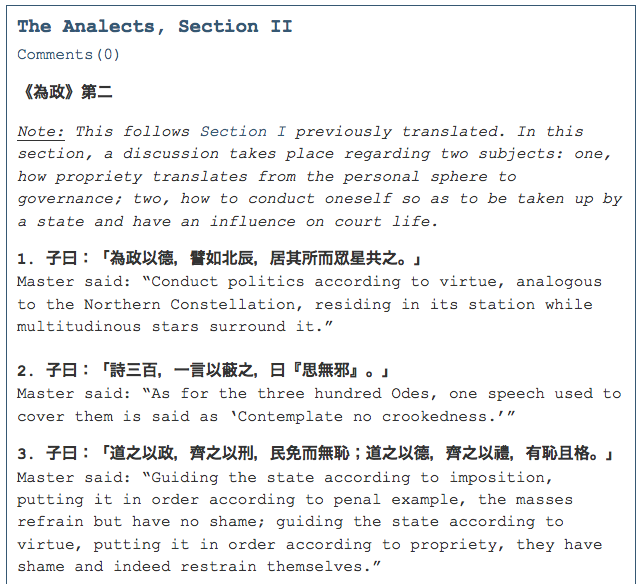 The Analects, Section II
Comments(0)
《為政》第二
Note: This follows Section I previously translated. In this
section, a discussion takes place regarding two subjects: one,
how propriety translates from the personal sphere to
governance; two, how to conduct oneself so as to be taken up by
a state and have an influence on court life.
1. 子曰：「為政以德，譬如北辰，居其所而眾星共之。」
Master said: “Conduct politics according to virtue, analogous
to the Northern Constellation, residing in its station while
multitudinous stars surround it.”
2. 子曰：「詩三百，一言以蔽之，曰『思無邪』。」
Master said: “As for the three hundred Odes, one speech used to
cover them is said as ‘Contemplate no crookedness.’”
3. 子曰：「道之以政，齊之以刑，民免而無恥；道之以德，齊之以禮，有恥且格。」
Master said: “Guiding the state according to imposition,
putting it in order according to penal example, the masses
refrain but have no shame; guiding the state according to
virtue, putting it in order according to propriety, they have
shame and indeed restrain themselves.”